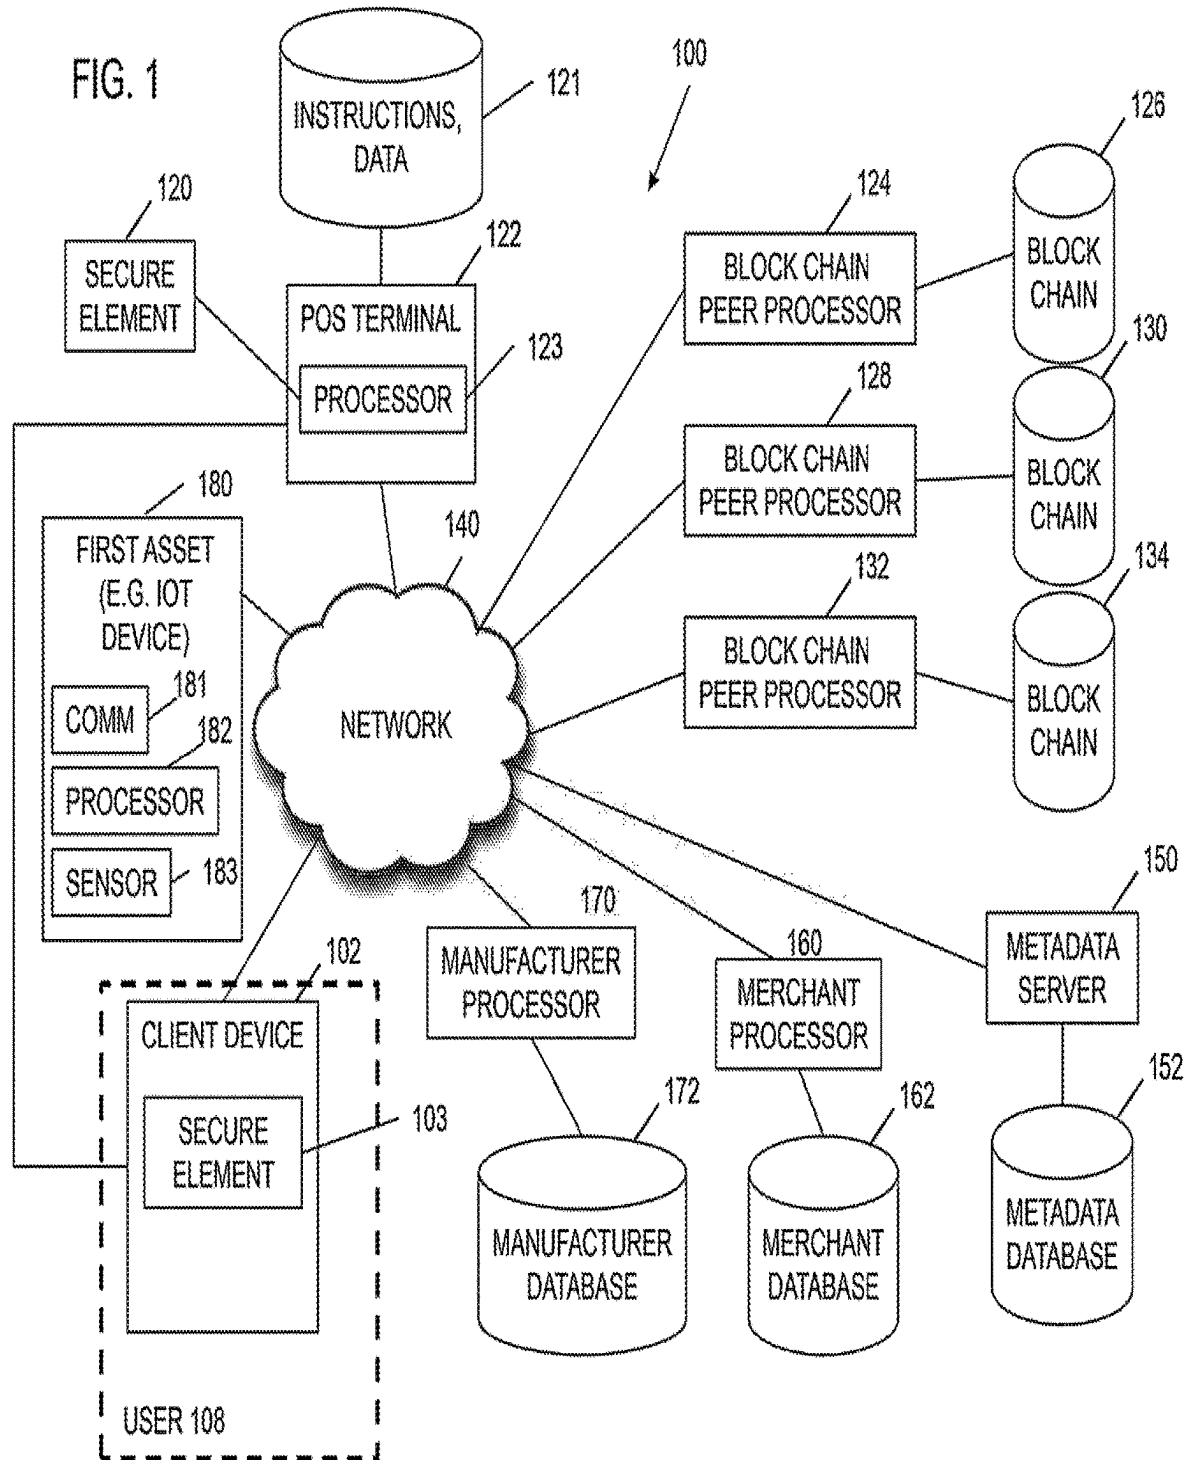 FIG. 1
INSTRUCTIONS,
DATA
121
100
126
120
SECURE
ELEMENT
122
POS TERMINAL
PROCESSOR
123
124
BLOCK CHAIN
PEER PROCESSOR
BLOCK
CHAIN
130
128
BLOCK CHAIN
PEER PROCESSOR
BLOCK
CHAIN
134
132
BLOCK CHAIN
PEER PROCESSOR
BLOCK
CHAIN
180
FIRST ASSET
(E.G. IOT
DEVICE)
COMM
181
182
PROCESSOR
SENSOR
183
140
NETWORK
150
METADATA
SERVER
170
MANUFACTURER
PROCESSOR
160
MERCHANT
PROCESSOR
102
CLIENT DEVICE
SECURE
ELEMENT
103
172
MANUFACTURER
DATABASE
162
MERCHANT
DATABASE
152
METADATA
DATABASE
USER 108